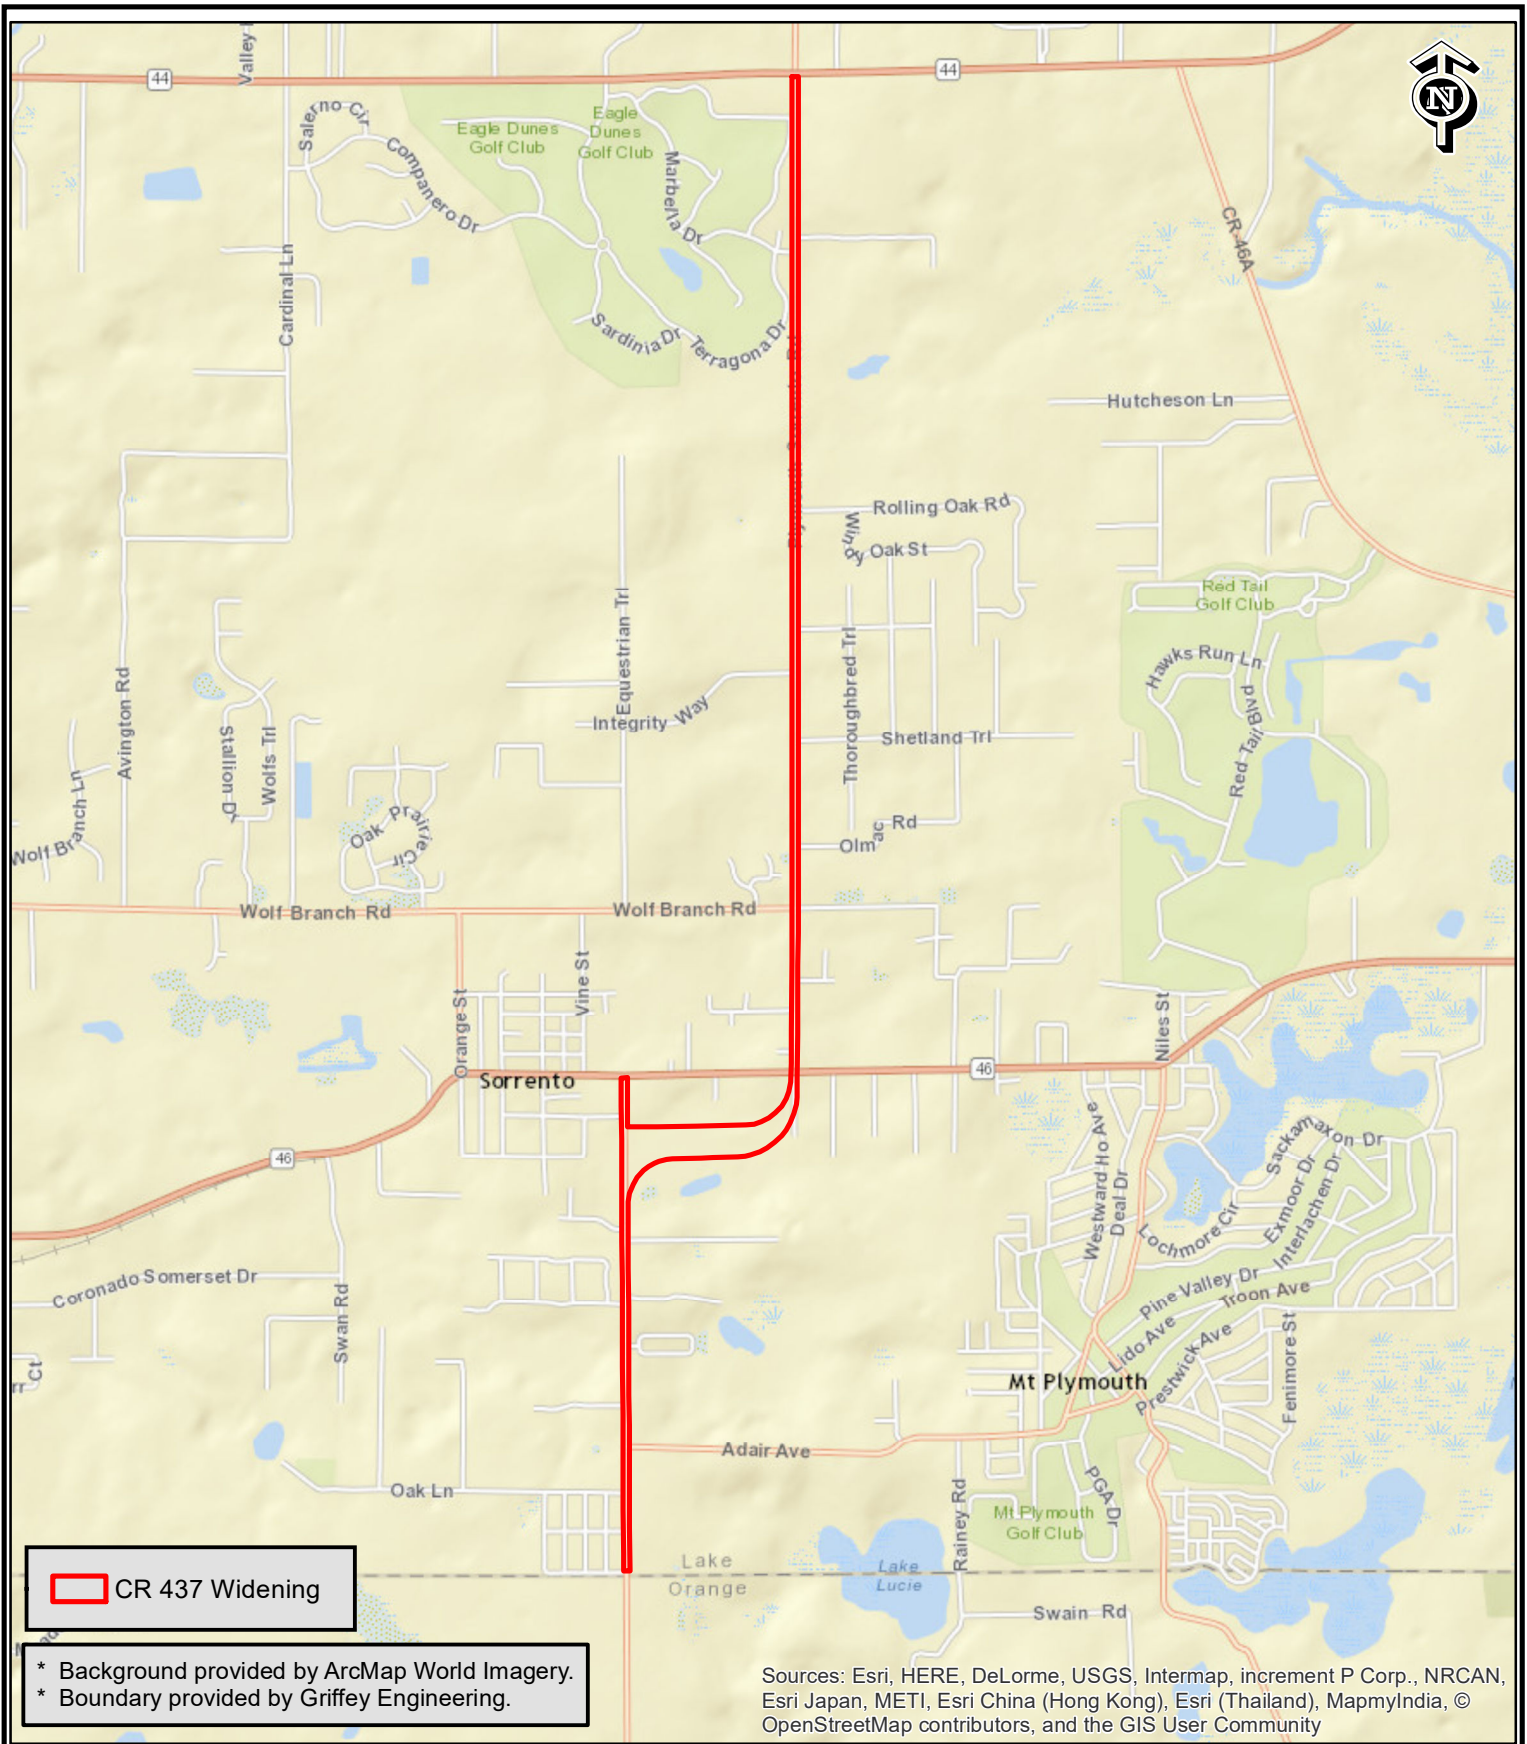 44
44
Valley
N
Salerno Cir
Companero Dr
Eagle Dunes
Golf Club
Eagle
Dunes
Golf Club
Marbella Dr
CR-46A
Cardinal Ln
Sardinia Dr
Terragona Dr
Hutcheson Ln
Rolling Oak Rd
Windy Oak St
Red Tail
Golf Club
Equestrian Trl
Thoroughbred Trl
Hawks Run Ln
Avington Rd
Stallion Dr
Wolfs Trl
Integrity Way
Shetland Trl
Red Tail Blvd
Wolf Branch Ln
Oak Prairie Cir
Olmac Rd
Wolf Branch Rd
Wolf Branch Rd
Vine St
Orange St
Niles St
Sorrento
46
46
Westward Ho Ave
Deal Dr
Sackamaxon Dr
Exmoor Dr
Interlachen Dr
Lochmore Cir
Coronado Somerset Dr
Swan Rd
Pine Valley Dr
Troon Ave
Lido Ave
Prestwick Ave
Fenimore St
Ct
Mt Plymouth
Adair Ave
Oak Ln
Rainey Rd
PGA Dr
Mt Plymouth
Golf Club
Lake
Orange
Lake
Lucie
Swain Rd
CR 437 Widening
* Background provided by ArcMap World Imagery.
* Boundary provided by Griffey Engineering.
Sources: Esri, HERE, DeLorme, USGS, Intermap, increment P Corp., NRCAN,
Esri Japan, METI, Esri China (Hong Kong), Esri (Thailand), MapmyIndia, ©
OpenStreetMap contributors, and the GIS User Community